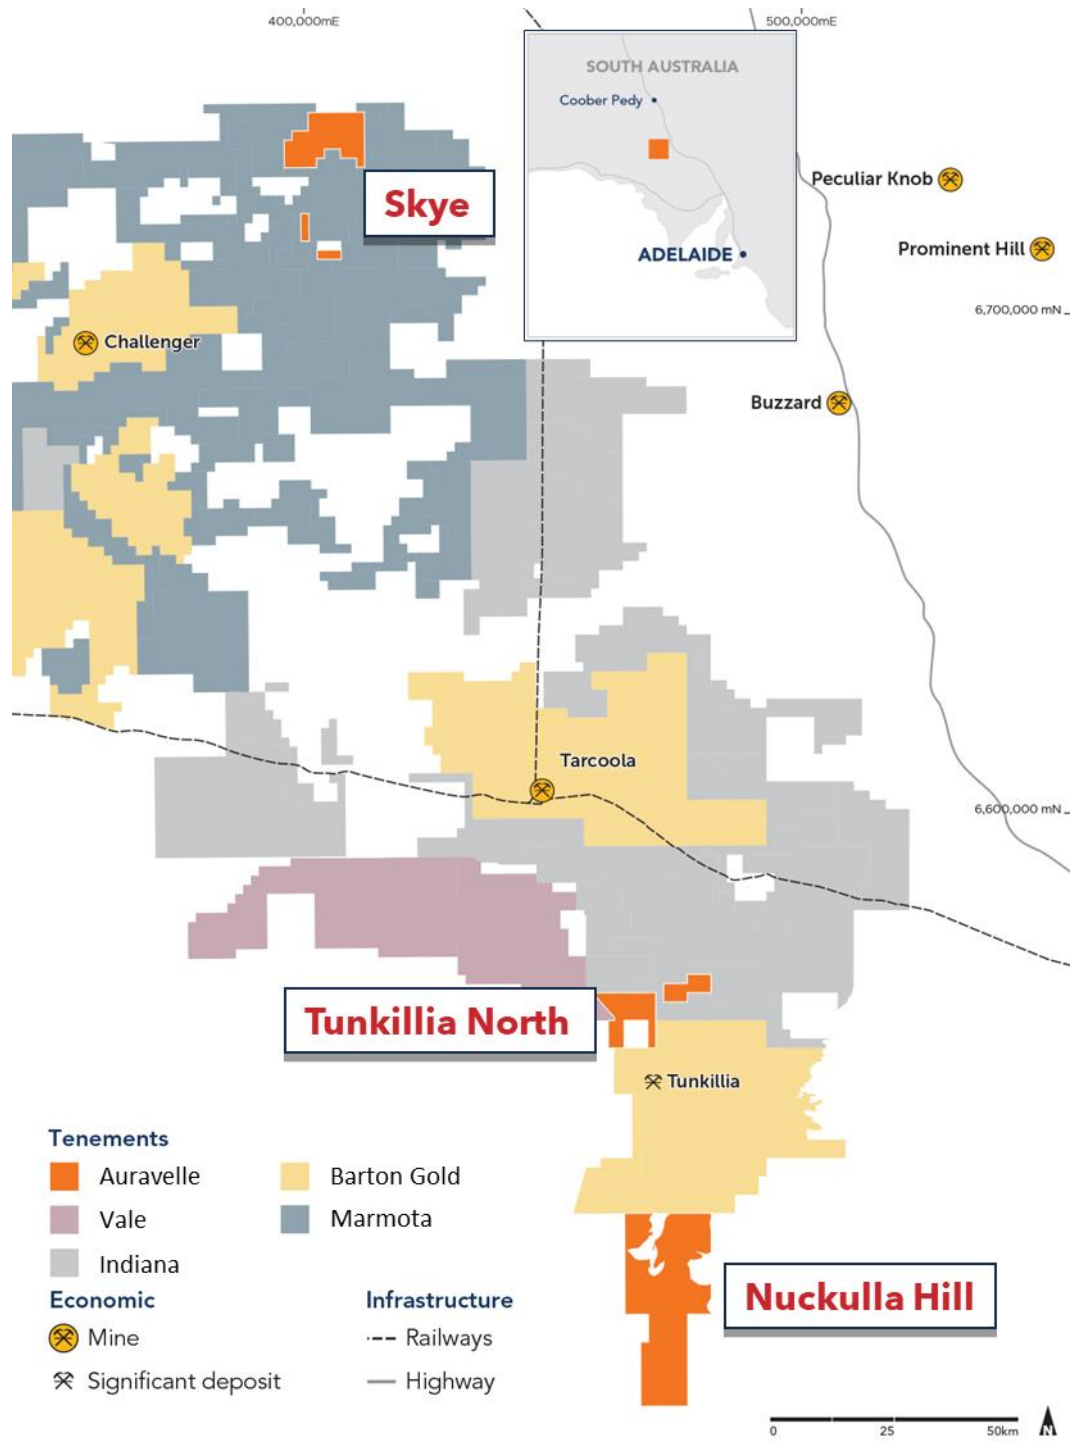 400,000mE
500,000mE
SOUTH AUSTRALIA
Coober Pedy
ADELAIDE
Peculiar Knob
Skye
Prominent Hill
6,700,000 mN
Challenger
Buzzard
Tarcoola
6,600,000 mN
Tunkillia North
Tunkillia
Tenements
Auravelle
Barton Gold
Vale
Marmota
Indiana
Nuckulla Hill
Economic
Infrastructure
Mine
Railways
Significant deposit
Highway
0 25 50km
N